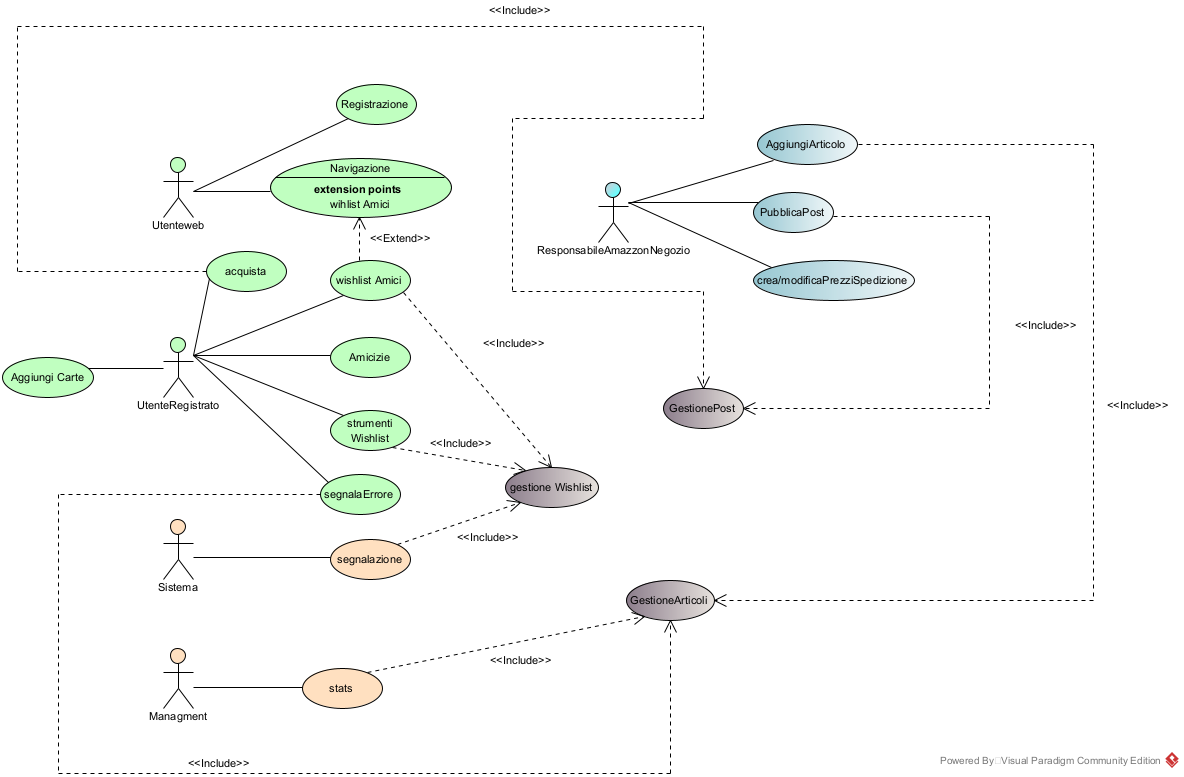 <<Include>>
Registrazione
Navigazione
extension points
wihlist Amici
Utenteweb
<<Extend>>
AggiungiArticolo
PubblicaPost
ResponsabileAmazzonNegozio
crea/modificaPrezziSpedizione
acquista
wishlist Amici
<<Include>>
<<Include>>
Amicizie
Aggiungi Carte
UtenteRegistrato
GestionePost
<<Include>>
strumenti
Wishlist
<<Include>>
segnalaErrore
gestione Wishlist
<<Include>>
segnalazione
Sistema
GestioneArticoli
<<Include>>
stats
Managment
<<Include>>
Powered By Visual Paradigm Community Edition